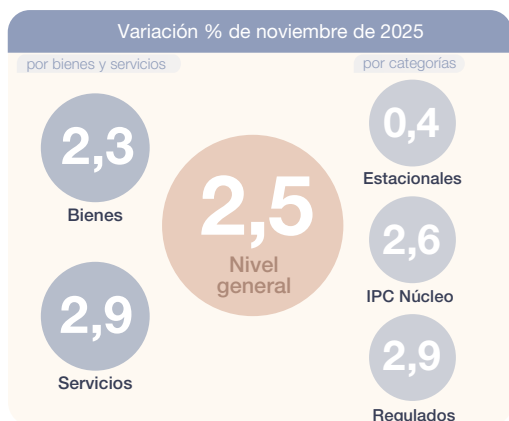 Variación % de noviembre de 2025
por bienes y servicios
por categorías
2,3
Bienes
2,9
Servicios
2,5
Nivel
general
0,4
Estacionales
2,6
IPC Núcleo
2,9
Regulados